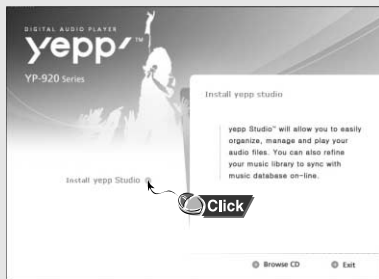 DIGITAL AUDIO PLAYER
yepp'™
YP-920 Series
Install yepp studio
yepp Studio™ will allow you to easily
organize, manage and play your
audio files. You can also refine
your music library to sync with
music database on-line.
Install yepp Studio
Click
Browse CD
Exit